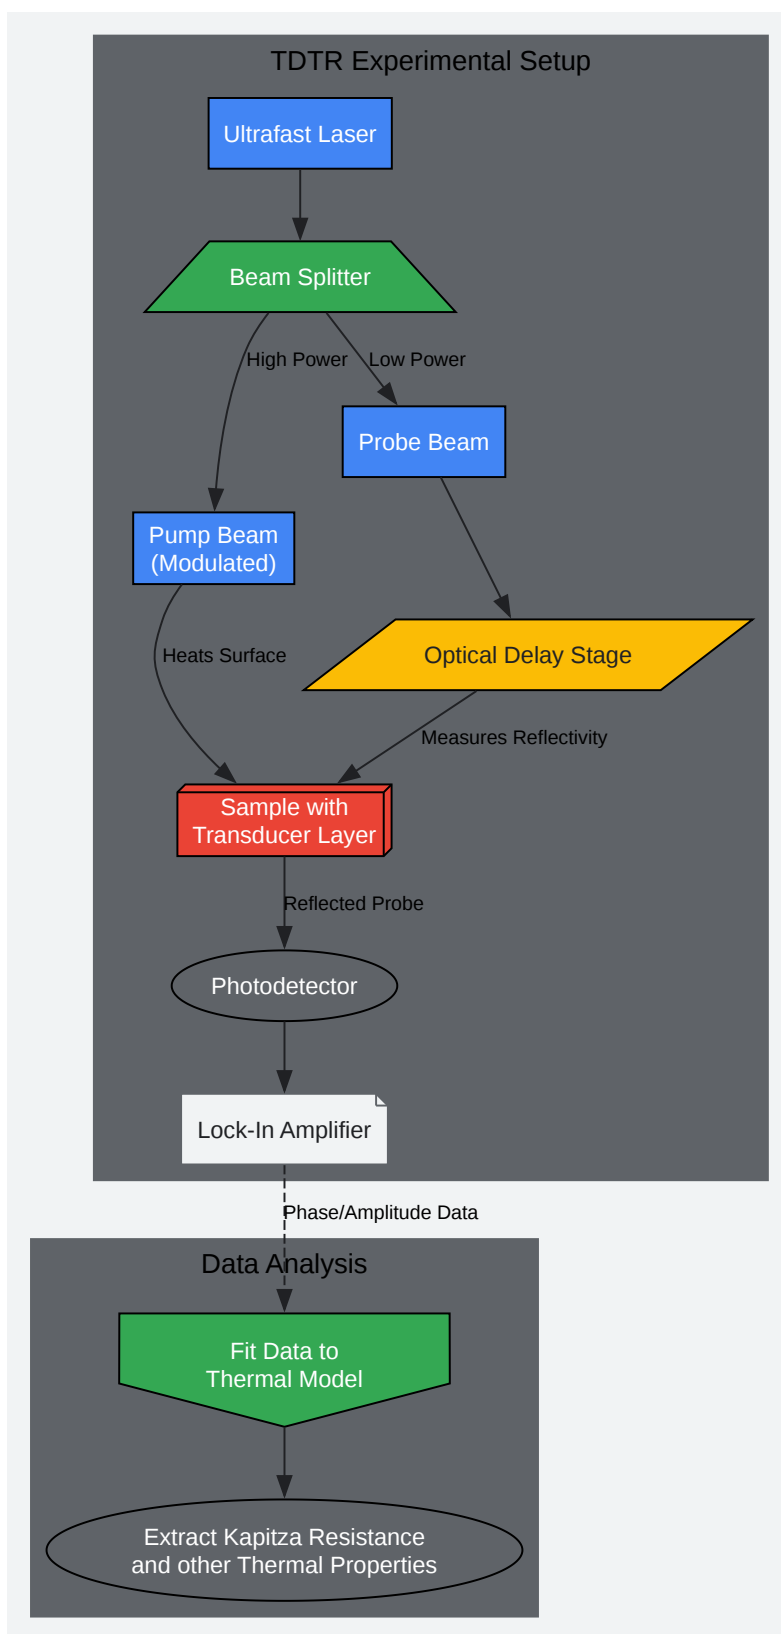 TDTR Experimental Setup
Ultrafast Laser
Beam Splitter
High Power
Low Power
Probe Beam
Pump Beam
(Modulated)
Heats Surface
Optical Delay Stage
Measures Reflectivity
Sample with
Transducer Layer
Reflected Probe
Photodetector
Lock-In Amplifier
Phase/Amplitude Data
Data Analysis
Fit Data to
Thermal Model
Extract Kapitza Resistance
and other Thermal Properties